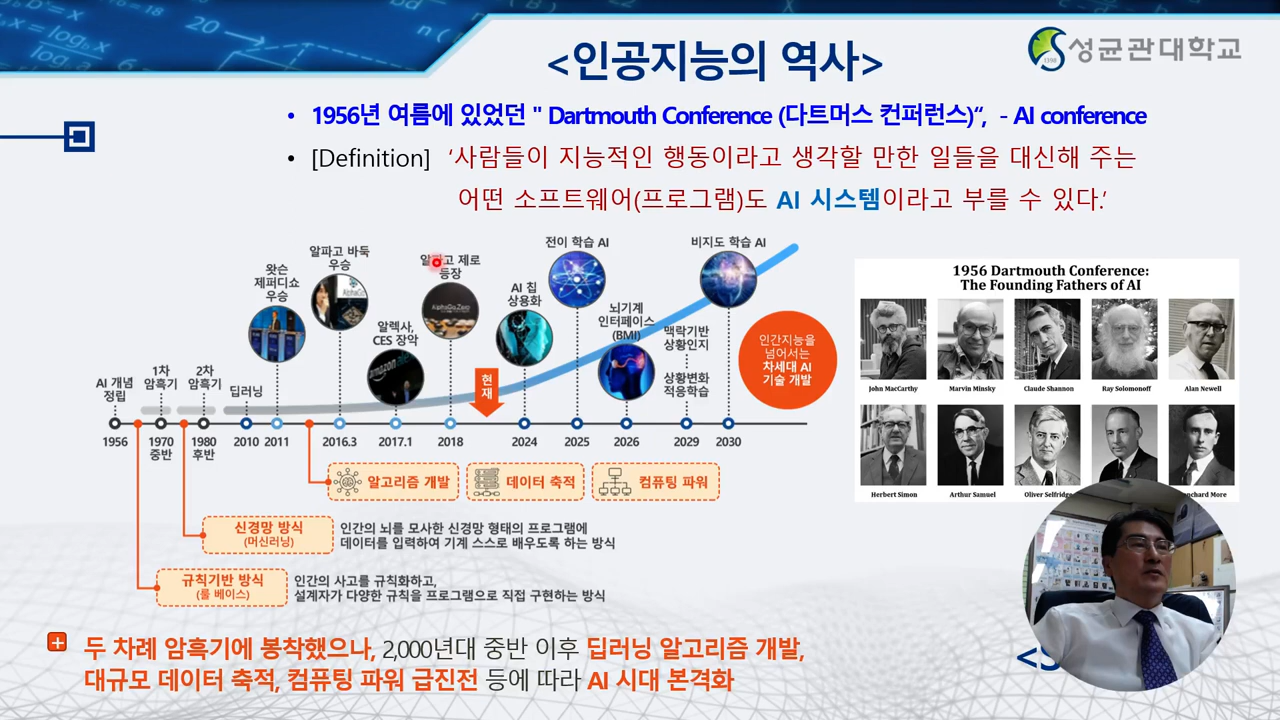 <인공지능의 역사>
성균관대학교
1398
• 1956년 여름에 있었던 " Dartmouth Conference (다트머스 컨퍼런스)“, - AI conference
• [Definition] ‘사람들이 지능적인 행동이라고 생각할 만한 일들을 대신해 주는
어떤 소프트웨어(프로그램)도 AI 시스템이라고 부를 수 있다.’
AI 개념
정립
1차
암흑기
2차
암흑기
딥러닝
왓슨
제퍼디쇼
우승
알파고 바둑
우승
알렉사,
CES 장악
알파고 제로
등장
AI 칩
상용화
전이 학습 AI
뇌기계
인터페이스
(BMI)
맥락기반
상황인지
상황변화
적응학습
비지도 학습 AI
인간지능을
넘어서는
차세대 AI
기술 개발
현
재
AlphaGo Zero
amazon
1956
1970
중반
1980
후반
2010
2011
2016.3
2017.1
2018
2024
2025
2026
2029
2030
알고리즘 개발
데이터 축적
컴퓨팅 파워
신경망 방식
(머신러닝)
인간의 뇌를 모사한 신경망 형태의 프로그램에
데이터를 입력하여 기계 스스로 배우도록 하는 방식
규칙기반 방식
(룰 베이스)
인간의 사고를 규칙화하고,
설계자가 다양한 규칙을 프로그램으로 직접 구현하는 방식
1956 Dartmouth Conference:
The Founding Fathers of AI
John MacCarthy
Marvin Minsky
Claude Shannon
Ray Solomonoff
Alan Newell
Herbert Simon
Arthur Samuel
Oliver Selfridge
More
두 차례 암흑기에 봉착했으나, 2,000년대 중반 이후 딥러닝 알고리즘 개발,
대규모 데이터 축적, 컴퓨팅 파워 급진전 등에 따라 AI 시대 본격화